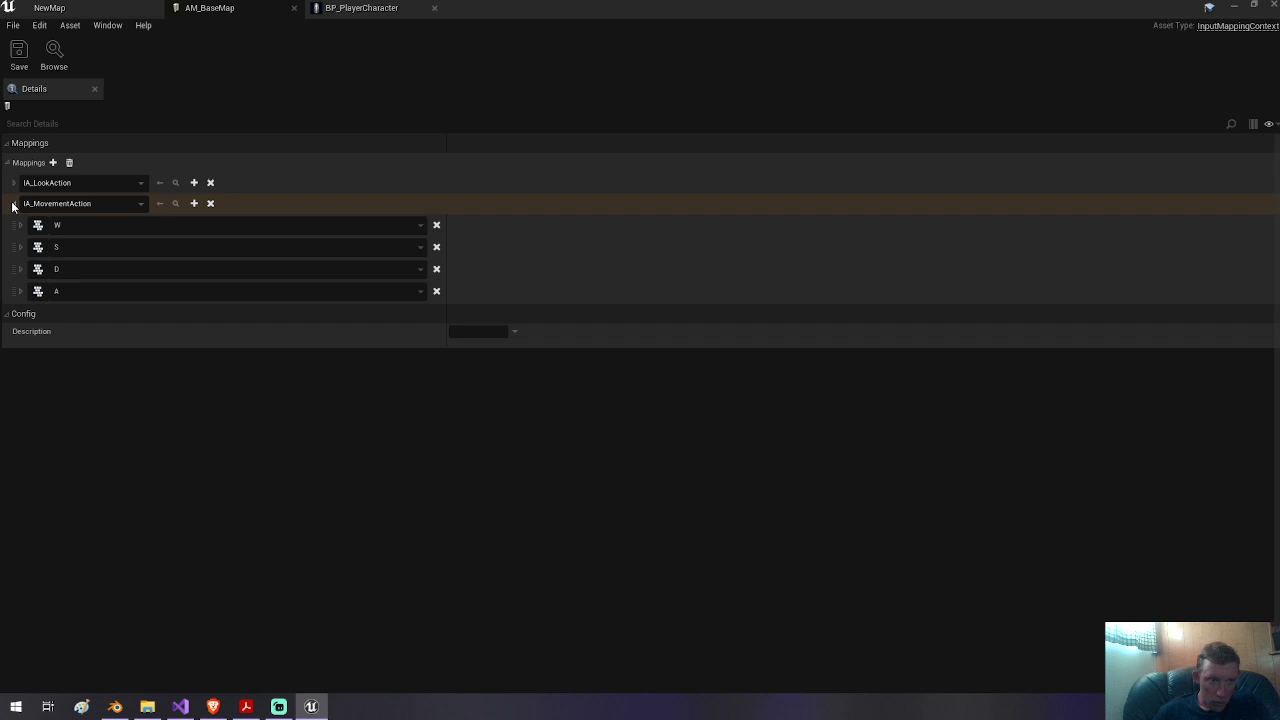 NewMap
AM_BaseMap
BP_PlayerCharacter
File Edit Asset Window Help
Asset Type: InputMappingContext
Save Browse
Details
Search Details
Mappings
Mappings
IA_LookAction
IA_MovementAction
W
S
D
A
Config
Description